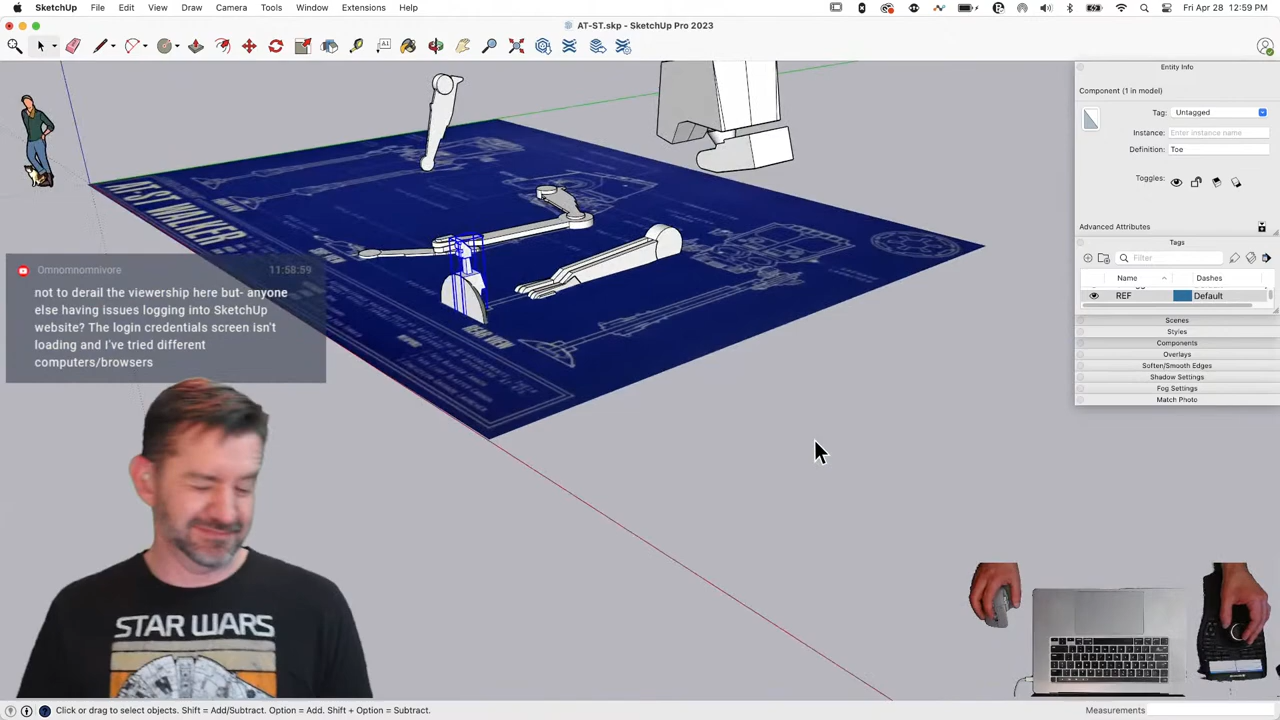 SketchUp File Edit View Draw Camera Tools Window Extensions Help
Fri Apr 28 12:59 PM
AT-ST.skp - SketchUp Pro 2023
Entity Info
Component (1 in model)
Tag: Untagged
Instance: Enter instance name
Definition: Toe
Toggles:
Advanced Attributes
Tags
Filter
Name Dashes
REF Default
Scenes
Styles
Components
Overlays
Soften/Smooth Edges
Shadow Settings
Fog Settings
Match Photo
AT-ST WALKER
Omnomnomnivore 11:58:59
not to derail the viewership here but- anyone
else having issues logging into SketchUp
website? The login credentials screen isn't
loading and I've tried different
computers/browsers
STAR WARS
Click or drag to select objects. Shift = Add/Subtract. Option = Add. Shift + Option = Subtract.
Measurements